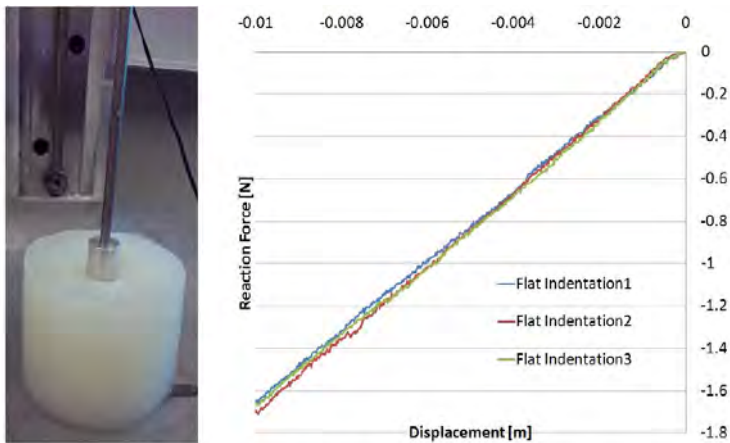 -0.01 -0.008 -0.006 -0.004 -0.002 0
0
-0.2
-0.4
-0.6
-0.8
-1
-1.2
-1.4
-1.6
-1.8
Reaction Force [N]
Flat Indentation1
Flat Indentation2
Flat Indentation3
Displacement [m]